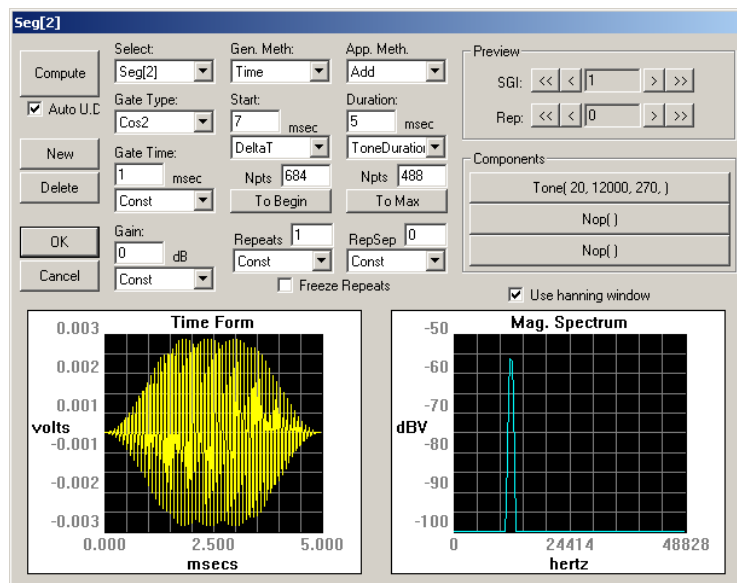 Seg[2]
Compute
Auto U.D
New
Delete
OK
Cancel
Select:
Seg[2]
Gate Type:
Cos2
Gate Time:
1 msec
Const
Gain:
0 dB
Const
Gen. Meth:
Time
Start:
7 msec
DeltaT
Npts 684
To Begin
Repeats 1
Const
Freeze Repeats
App. Meth.
Add
Duration:
5 msec
ToneDuration
Npts 488
To Max
RepSep 0
Const
Preview
SGI: << < 1 > >>
Rep: << < 0 > >>
Components
Tone( 20, 12000, 270, )
Nop( )
Nop( )
Use hanning window
Time Form
0.003
0.002
0.001
volts
-0.001
-0.002
-0.003
0.000 2.500 5.000
msecs
Mag. Spectrum
-50
-60
-70
dBV
-80
-90
-100
0 24414 48828
hertz